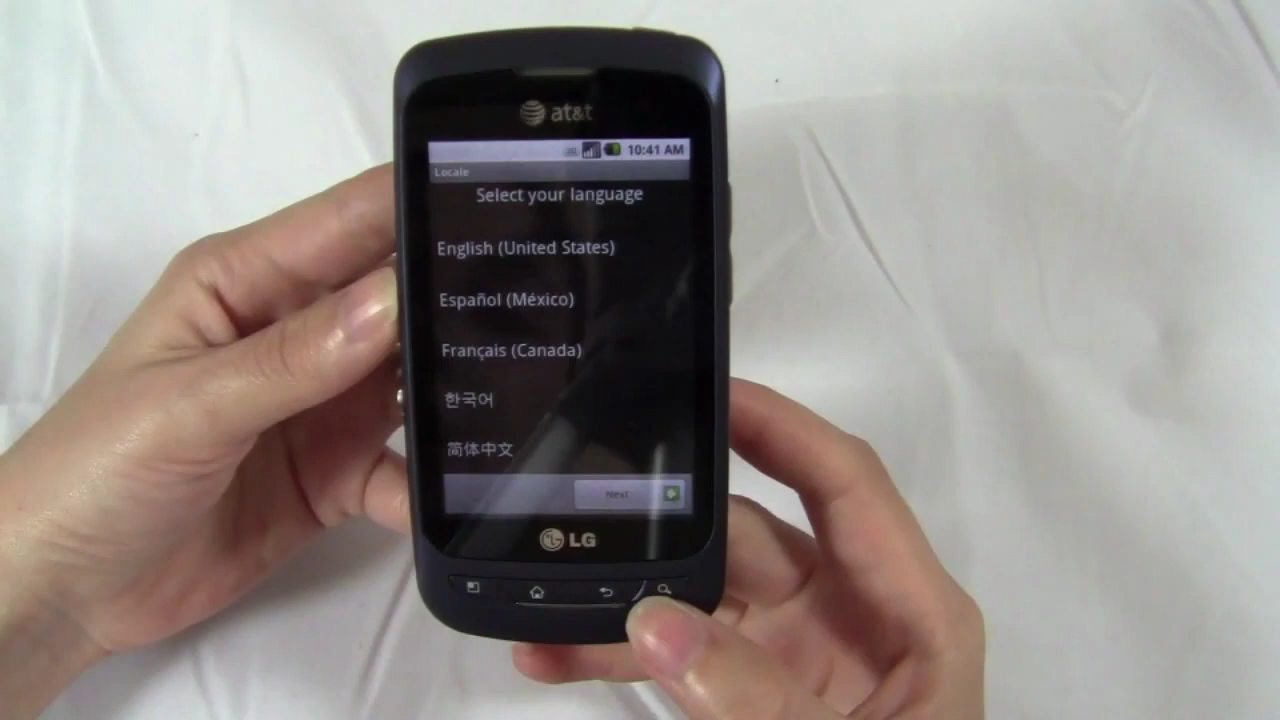 at&t
10:41 AM
Locale
Select your language
English (United States)
Español (México)
Français (Canada)
한국어
简体中文
Next
LG